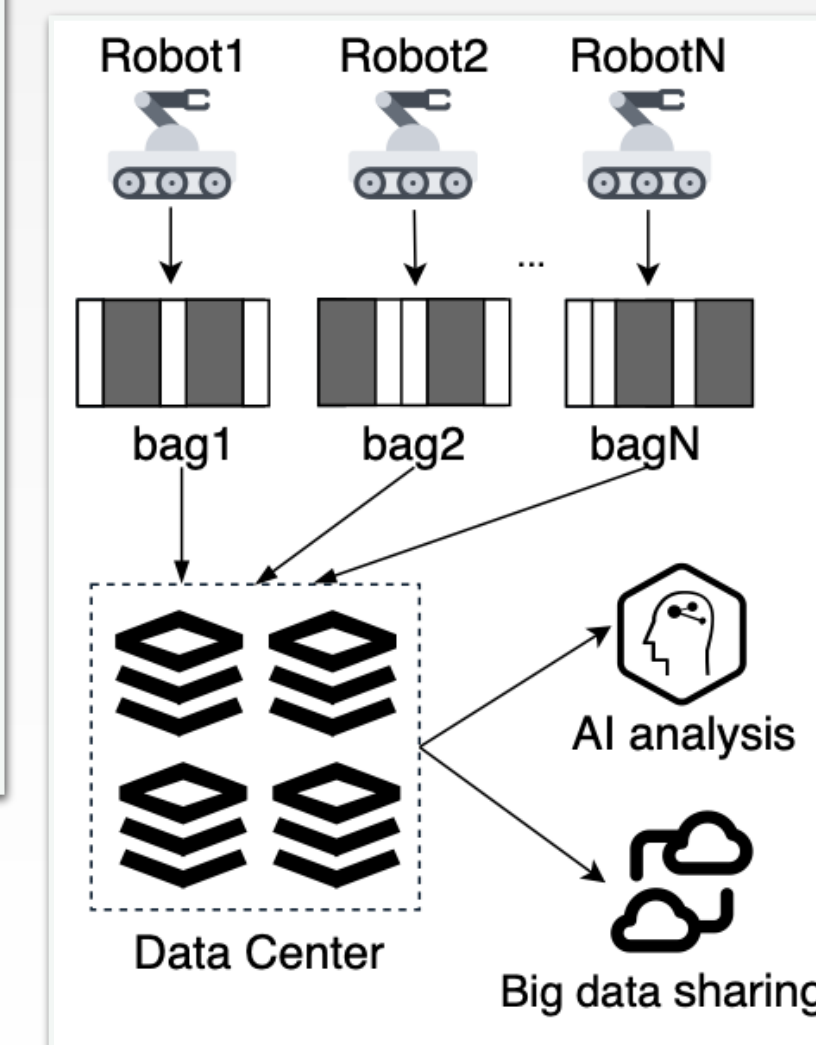 Robot1 Robot2 RobotN
...
bag1 bag2 bagN
AI analysis
Data Center
Big data sharing